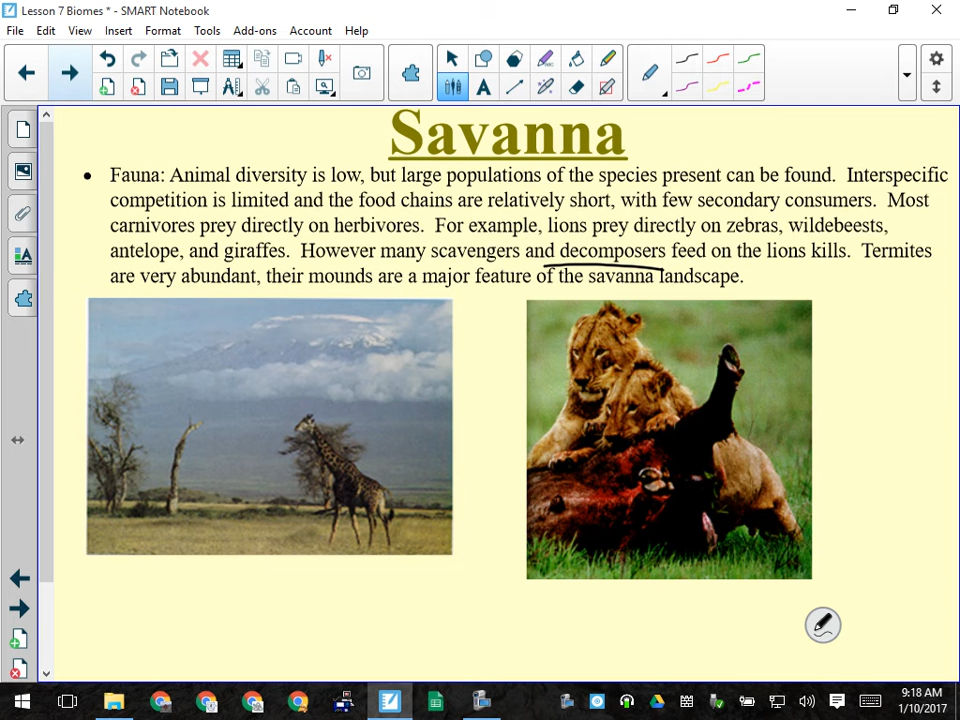 Lesson 7 Biomes * - SMART Notebook
File Edit View Insert Format Tools Add-ons Account Help
Savanna
• Fauna: Animal diversity is low, but large populations of the species present can be found. Interspecific
competition is limited and the food chains are relatively short, with few secondary consumers. Most
carnivores prey directly on herbivores. For example, lions prey directly on zebras, wildebeests,
antelope, and giraffes. However many scavengers and decomposers feed on the lions kills. Termites
are very abundant, their mounds are a major feature of the savanna landscape.
9:18 AM
1/10/2017